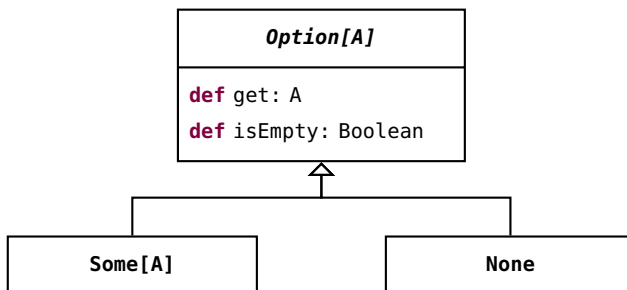 Option[A]
def get: A
def isEmpty: Boolean
Some[A]
None